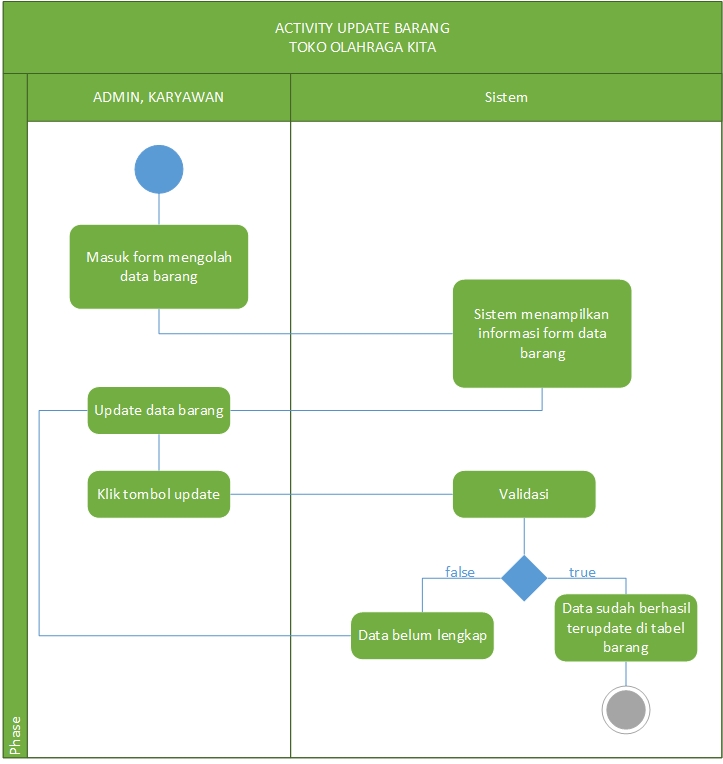 ACTIVITY UPDATE BARANG
TOKO OLAHRAGA KITA
ADMIN, KARYAWAN
Sistem
Masuk form mengolah
data barang
Sistem menampilkan
informasi form data
barang
Update data barang
Klik tombol update
Validasi
false
true
Data belum lengkap
Data sudah berhasil
terupdate di tabel
barang
Phase